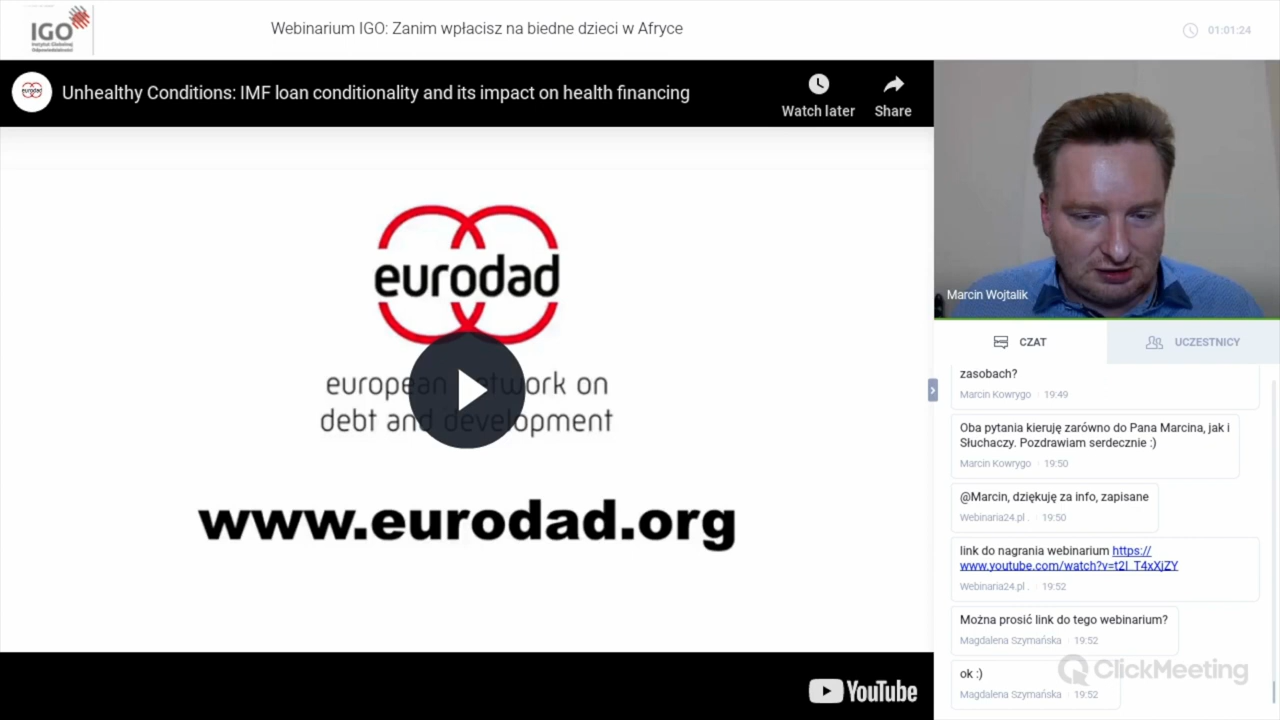 IGO
Instytut Globalnej
Odpowiedzialności
Webinarium IGO: Zanim wpłacisz na biedne dzieci w Afryce
01:01:24
eurodad
Unhealthy Conditions: IMF loan conditionality and its impact on health financing
Watch later
Share
eurodad
european network on
debt and development
www.eurodad.org
YouTube
Marcin Wojtalik
CZAT
UCZESTNICY
zasobach?
Marcin Kowrygo 19:49
Oba pytania kieruję zarówno do Pana Marcina, jak i
Słuchaczy. Pozdrawiam serdecznie :)
Marcin Kowrygo 19:50
@Marcin, dziękuję za info, zapisane
Webinaria24.pl . 19:50
link do nagrania webinarium https://
www.youtube.com/watch?v=t2I_T4xXjZY
Webinaria24.pl . 19:52
Można prosić link do tego webinarium?
Magdalena Szymańska 19:52
ok :)
Magdalena Szymańska 19:52
ClickMeeting